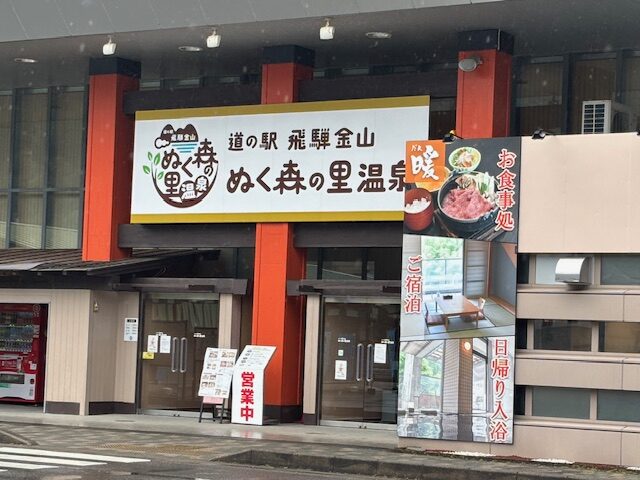 道の駅
飛騨金山
ぬく森の
里温泉
道の駅 飛騨金山
ぬく森の里温泉
暖
お食事処
ご宿泊
日帰り入浴
営業中